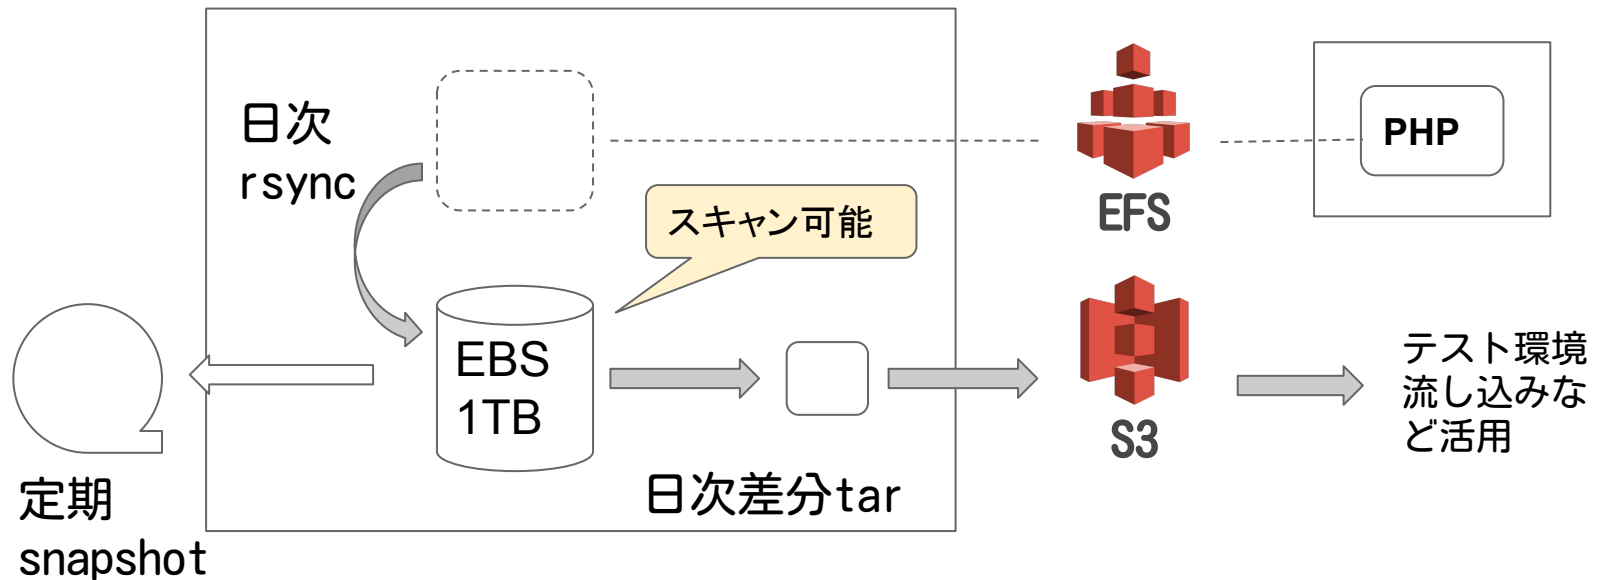 日次
rsync
PHP
EFS
スキャン可能
EBS
1TB
日次差分tar
S3
テスト環境
流し込みな
ど活用
定期
snapshot